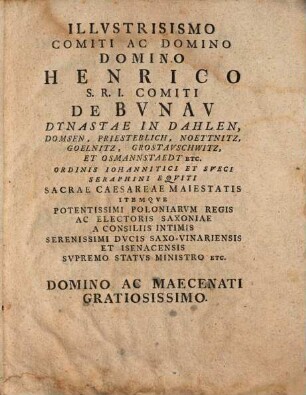 ILLVSTRISISMO
COMITI AC DOMINO
DOMINO
HENRICO
S. R. I. COMITI
DE BVNAV
DYNASTAE IN DAHLEN,
DOMSEN, PRIESTEBLICH, NOETTNITZ,
GOELNITZ, GROSTAVSCHWITZ,
ET OSMANNSTAEDT ETC.
ORDINIS IOHANNITICI ET SVECI
SERAPHINI EQVITI
SACRAE CAESAREAE MAIESTATIS
ITEMQVE
POTENTISSIMI POLONIARVM REGIS
AC ELECTORIS SAXONIAE
A CONSILIIS INTIMIS
SERENISSIMI DVCIS SAXO-VINARIENSIS
ET ISENACENSIS
SVPREMO STATVS MINISTRO ETC.
DOMINO AC MAECENATI
GRATIOSISSIMO.